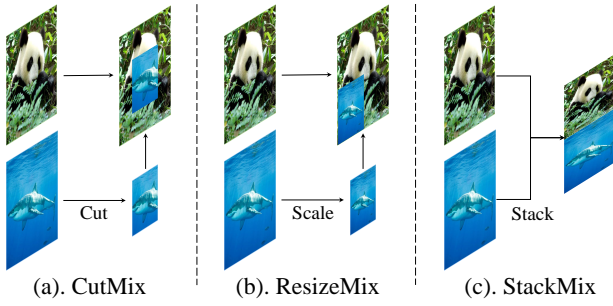 Cut
Scale
Stack
(a). CutMix
(b). ResizeMix
(c). StackMix